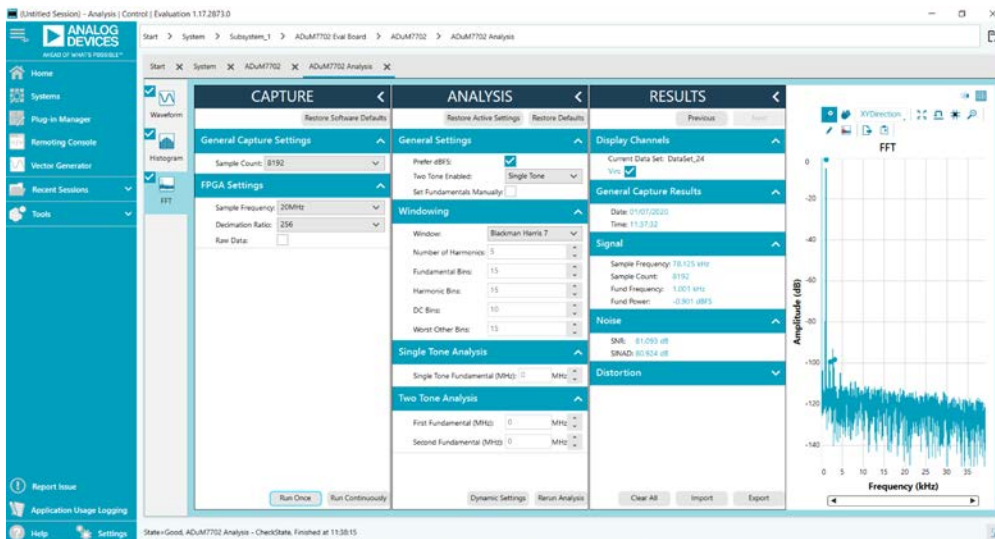 (Untitled Session) - Analysis | Control | Evaluation 1.17.2873.0
ANALOG
DEVICES
AHEAD OF WHAT'S POSSIBLE™
Start > System > Subsystem_1 > ADuM7702 Eval Board > ADuM7702 > ADuM7702 Analysis
Start X System X ADuM7702 X ADuM7702 Analysis X
Home
Systems
Plug-in Manager
Remoting Console
Vector Generator
Recent Sessions
Tools
Report Issue
Application Usage Logging
Help Settings
Waveform
Histogram
FFT
CAPTURE
Restore Software Defaults
General Capture Settings
Sample Count: 8192
FPGA Settings
Sample Frequency: 20MHz
Decimation Ratio: 256
Raw Data:
Run Once Run Continuously
ANALYSIS
Restore Active Settings Restore Defaults
General Settings
Prefer dBFS:
Two Tone Enabled: Single Tone
Set Fundamentals Manually:
Windowing
Window: Blackman Harris 7
Number of Harmonics: 5
Fundamental Bins: 15
Harmonic Bins: 15
DC Bins: 10
Worst Other Bins: 15
Single Tone Analysis
Single Tone Fundamental (MHz): 0 MHz
Two Tone Analysis
First Fundamental (MHz): 0 MHz
Second Fundamental (MHz): 0 MHz
Dynamic Settings Rerun Analysis
RESULTS
Previous Next
Display Channels
Current Data Set: DataSet_24
Vin:
General Capture Results
Date: 01/07/2020
Time: 11:37:32
Signal
Sample Frequency: 78.125 kHz
Sample Count: 8192
Fund Frequency: 1.001 kHz
Fund Power: -0.901 dBFS
Noise
SNR: 81.093 dB
SINAD: 80.924 dB
Distortion
Clear All Import Export
XYDirection
FFT
Amplitude (dB)
0
-20
-40
-60
-80
-100
-120
-140
0 5 10 15 20 25 30 35
Frequency (kHz)
State=Good, ADuM7702 Analysis - CheckState, Finished at 11:38:15